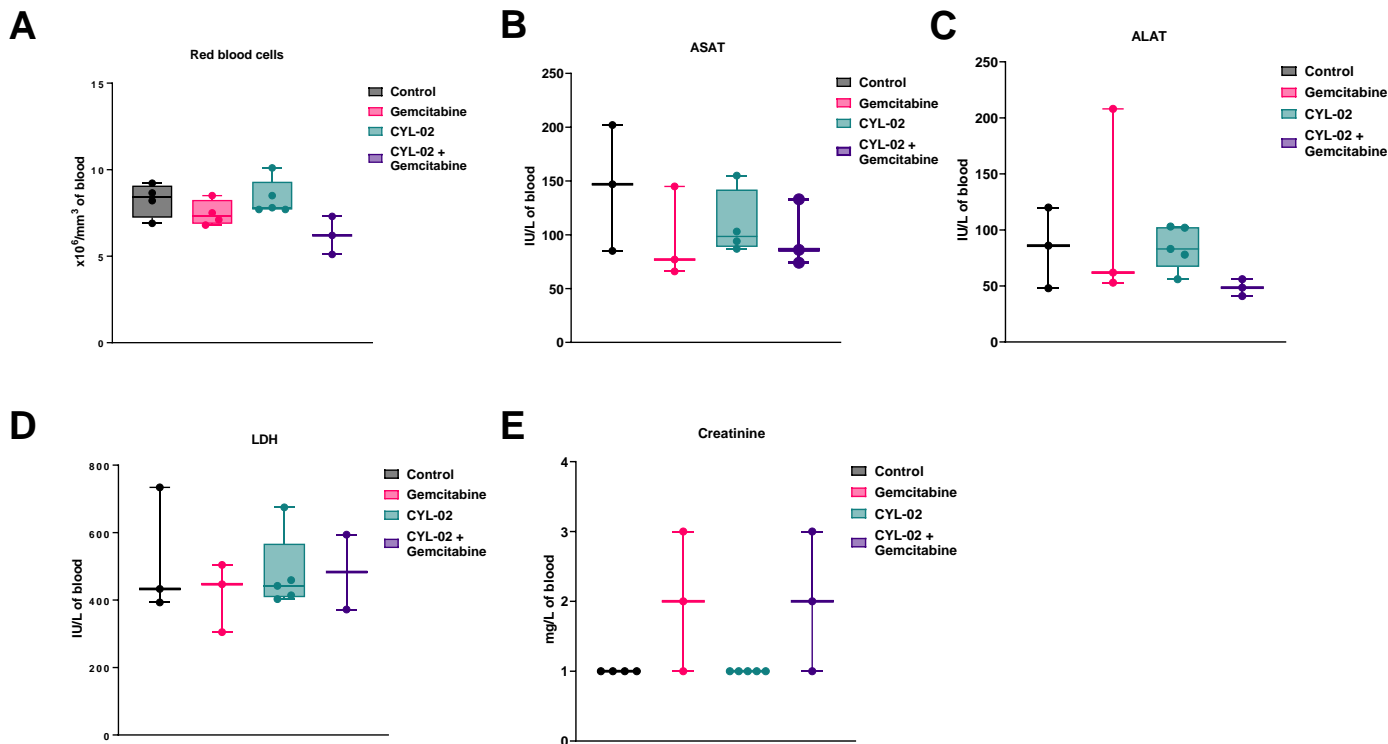 A
Red blood cells
x10⁶/mm³ of blood
15
10
5
0
Control
Gemcitabine
CYL-02
CYL-02 +
Gemcitabine
B
ASAT
IU/L of blood
250
200
150
100
50
0
Control
Gemcitabine
CYL-02
CYL-02 +
Gemcitabine
C
ALAT
IU/L of blood
250
200
150
100
50
0
Control
Gemcitabine
CYL-02
CYL-02 +
Gemcitabine
D
LDH
IU/L of blood
800
600
400
200
0
Control
Gemcitabine
CYL-02
CYL-02 +
Gemcitabine
E
Creatinine
mg/L of blood
4
3
2
1
0
Control
Gemcitabine
CYL-02
CYL-02 +
Gemcitabine